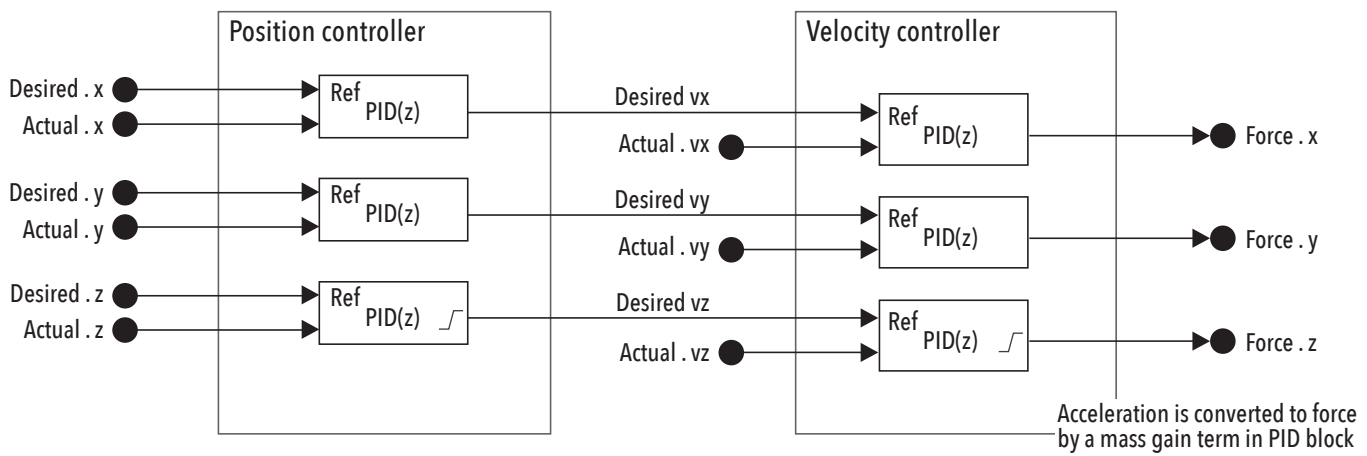 Position controller
Velocity controller
Desired . x
Actual . x
Ref
PID(z)
Desired vx
Actual . vx
Ref
PID(z)
Force . x
Desired . y
Actual . y
Ref
PID(z)
Desired vy
Actual . vy
Ref
PID(z)
Force . y
Desired . z
Actual . z
Ref
PID(z)
Desired vz
Actual . vz
Ref
PID(z)
Force . z
Acceleration is converted to force
by a mass gain term in PID block